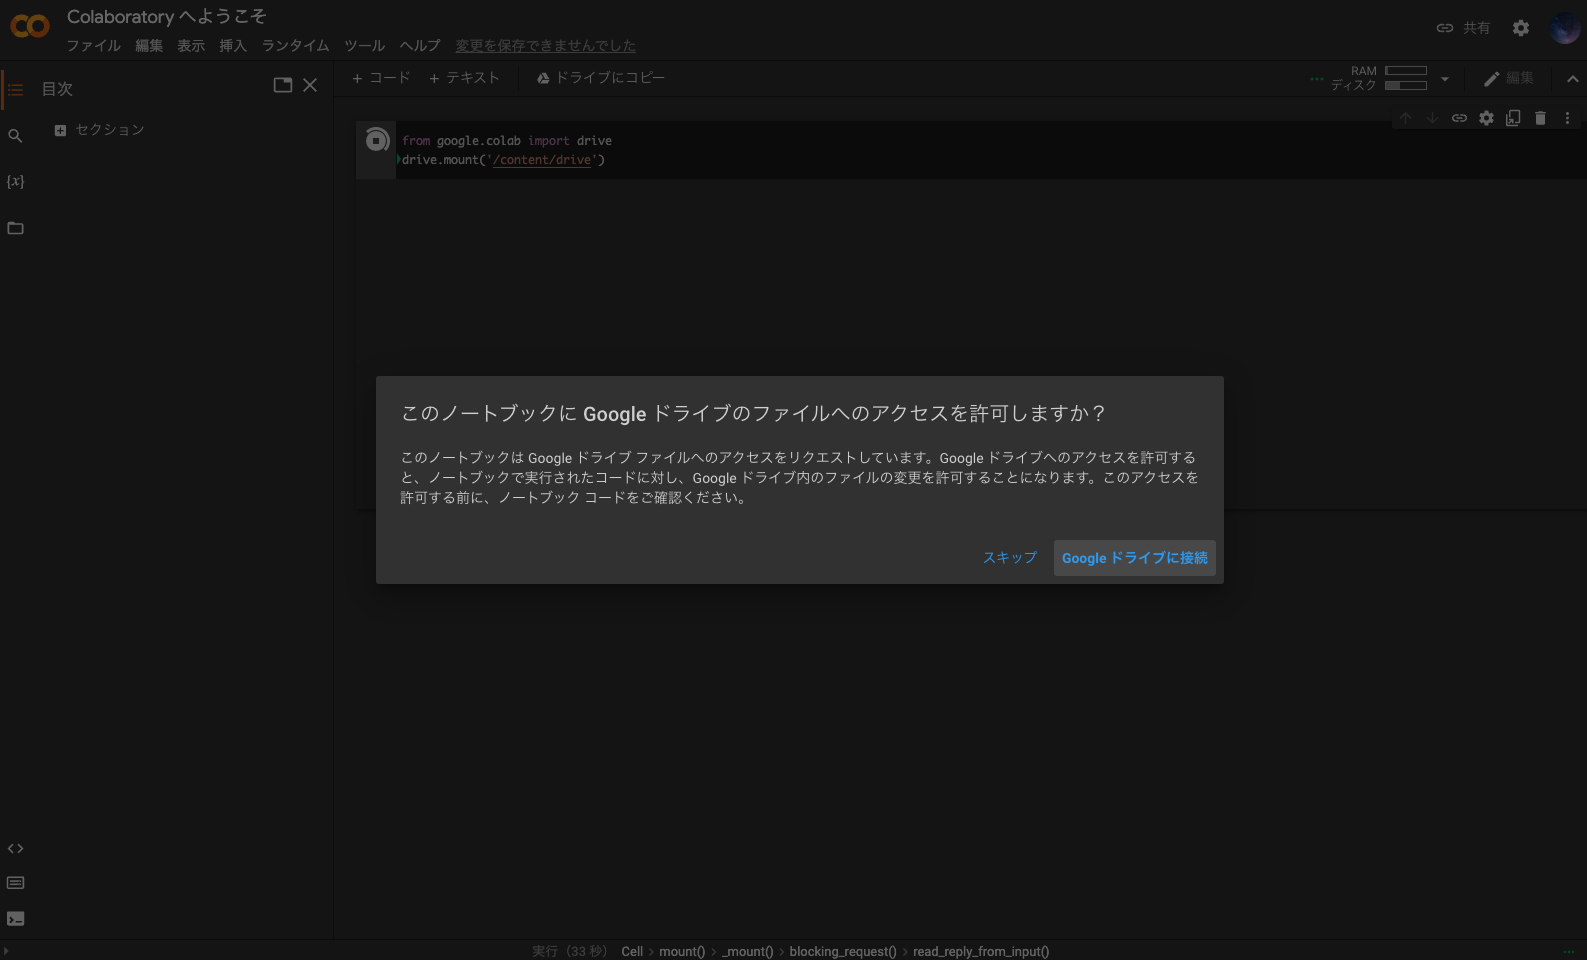 Colaboratory へようこそ
ファイル 編集 表示 挿入 ランタイム ツール ヘルプ 変更を保存できませんでした
共有
目次
+ コード + テキスト ドライブにコピー
RAM
ディスク
編集
セクション
{x}
from google.colab import drive
drive.mount('/content/drive')
このノートブックに Google ドライブのファイルへのアクセスを許可しますか？
このノートブックは Google ドライブ ファイルへのアクセスをリクエストしています。Google ドライブへのアクセスを許可する
と、ノートブックで実行されたコードに対し、Google ドライブ内のファイルの変更を許可することになります。このアクセスを
許可する前に、ノートブック コードをご確認ください。
スキップ Google ドライブに接続
実行（33 秒） Cell > mount() > _mount() > blocking_request() > read_reply_from_input()